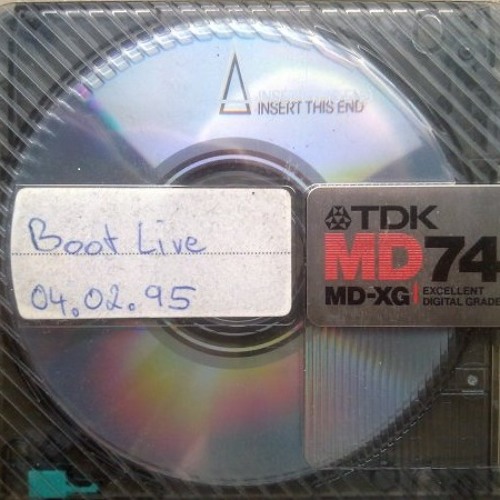 INSERT THIS END
Boot Live
04.02.95
TDK
MD74
MD-XG
EXCELLENT
DIGITAL GRADE